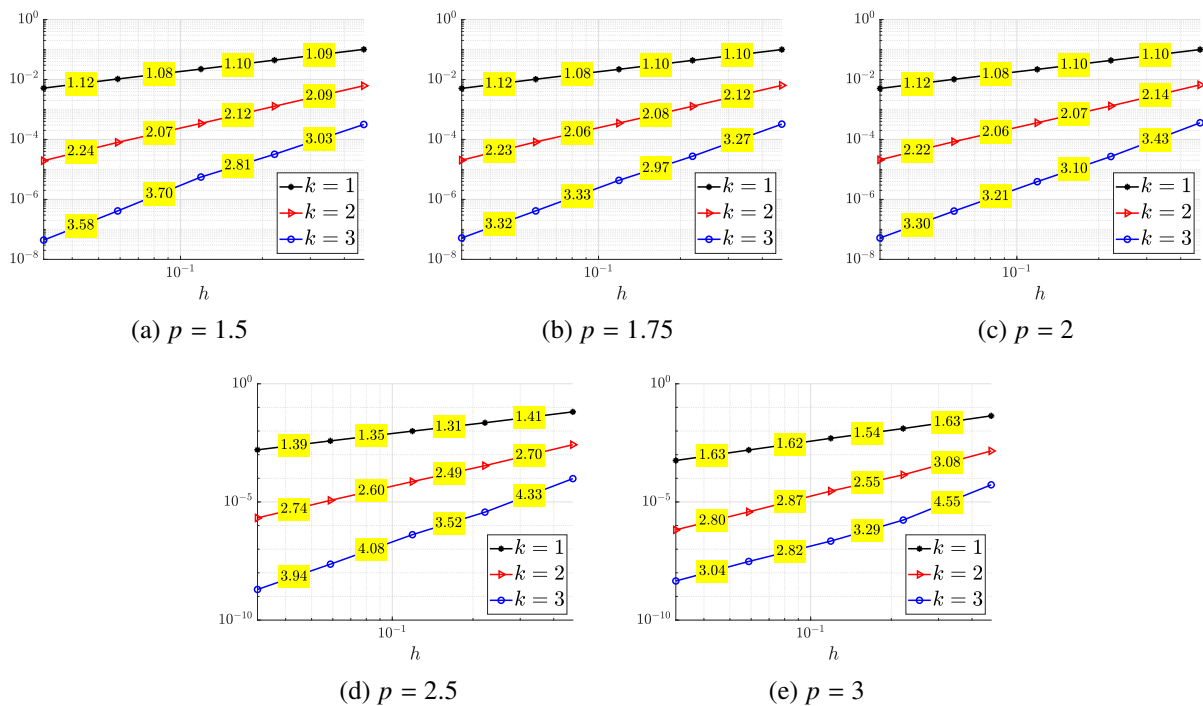 10^0
10^-2
10^-4
10^-6
10^-8
1.12 1.08 1.10 1.09
2.24 2.07 2.12 2.09
3.58 3.70 2.81 3.03
k = 1
k = 2
k = 3
10^-1
h
(a) p = 1.5
10^0
10^-2
10^-4
10^-6
10^-8
1.12 1.08 1.10 1.10
2.23 2.06 2.08 2.12
3.32 3.33 2.97 3.27
k = 1
k = 2
k = 3
10^-1
h
(b) p = 1.75
10^0
10^-2
10^-4
10^-6
10^-8
1.12 1.08 1.10 1.10
2.22 2.06 2.07 2.14
3.30 3.21 3.10 3.43
k = 1
k = 2
k = 3
10^-1
h
(c) p = 2
10^0
10^-5
10^-10
1.39 1.35 1.31 1.41
2.74 2.60 2.49 2.70
3.94 4.08 3.52 4.33
k = 1
k = 2
k = 3
10^-1
h
(d) p = 2.5
10^0
10^-5
10^-10
1.63 1.62 1.54 1.63
2.80 2.87 2.55 3.08
3.04 2.82 3.29 4.55
k = 1
k = 2
k = 3
10^-1
h
(e) p = 3